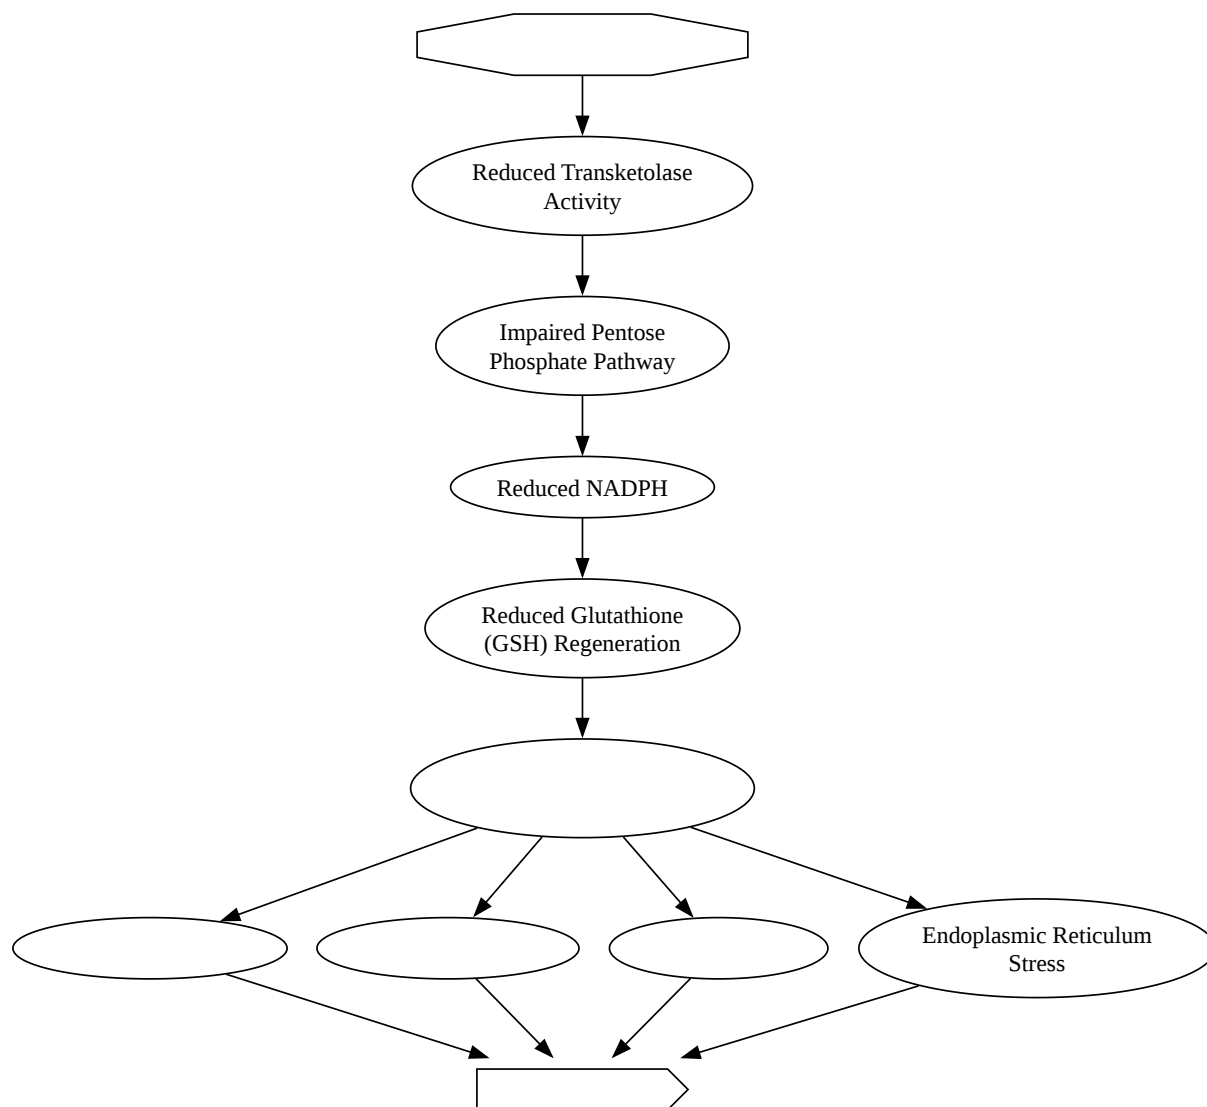 Reduced Transketolase
Activity
Impaired Pentose
Phosphate Pathway
Reduced NADPH
Reduced Glutathione
(GSH) Regeneration
Endoplasmic Reticulum
Stress